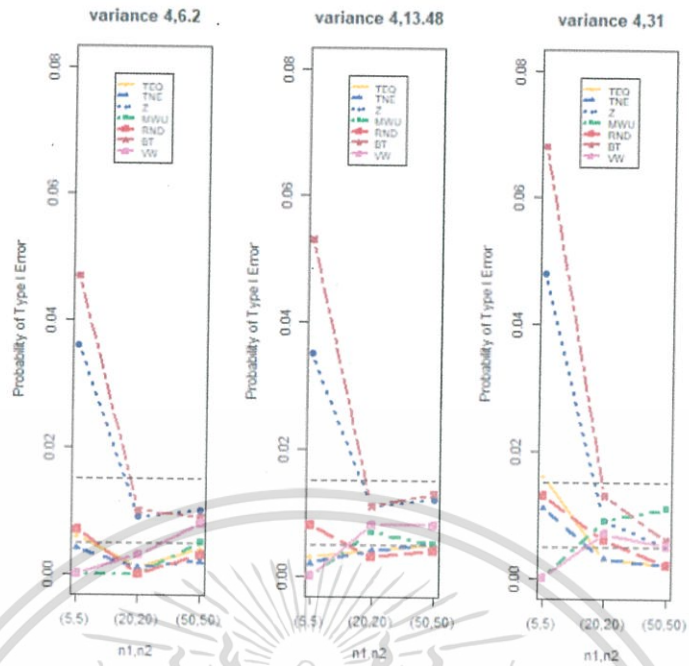 variance 4,6.2
Probability of Type I Error
0.08
0.06
0.04
0.02
0.00
TEQ
TNE
Z
MWU
RND
BT
VW
(5,5)
(20,20)
(50,50)
n1,n2
variance 4,13.48
Probability of Type I Error
0.08
0.06
0.04
0.02
0.00
TEQ
TNE
Z
MWU
RND
BT
VW
(5,5)
(20,20)
(50,50)
n1,n2
variance 4,31
Probability of Type I Error
0.08
0.06
0.04
0.02
0.00
TEQ
TNE
Z
MWU
RND
BT
VW
(5,5)
(20,20)
(50,50)
n1,n2